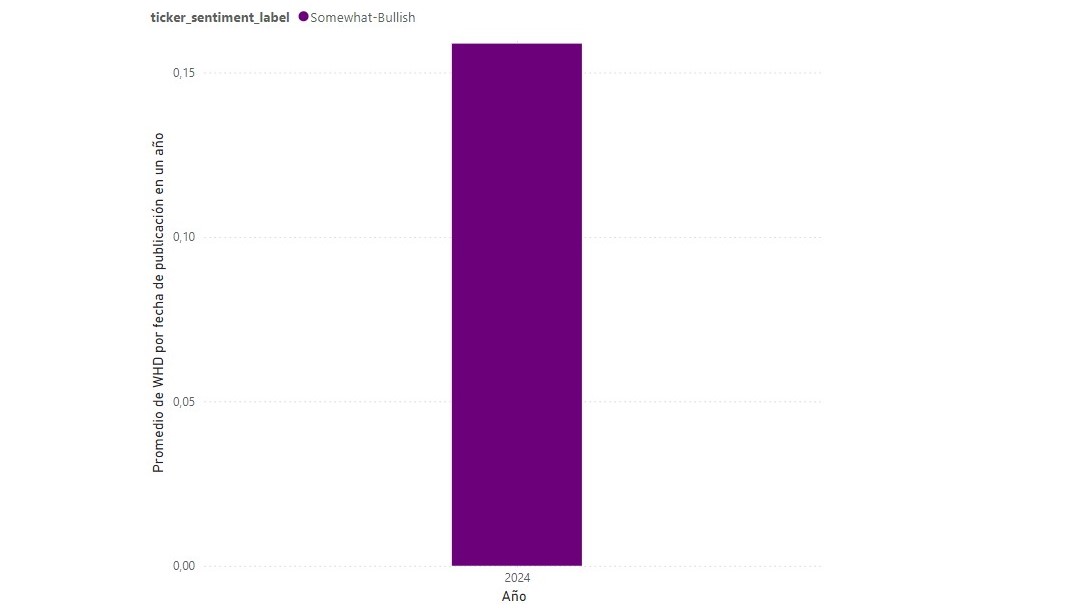 ticker_sentiment_label Somewhat-Bullish
Promedio de WHD por fecha de publicación en un año
0,15
0,10
0,05
0,00
2024
Año